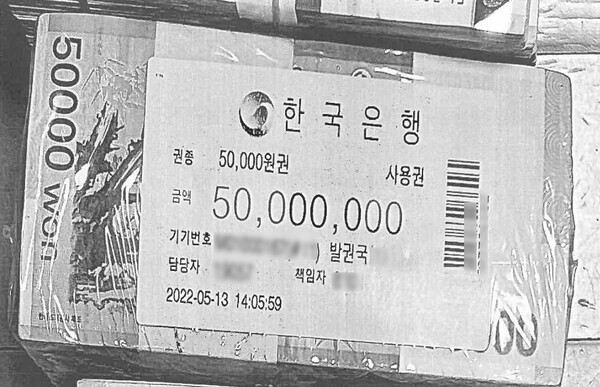 50000 won
한국은행
권종 50,000원권 사용권
금액 50,000,000
기기번호 ) 발권국
담당자 책임자
2022-05-13 14:05:59